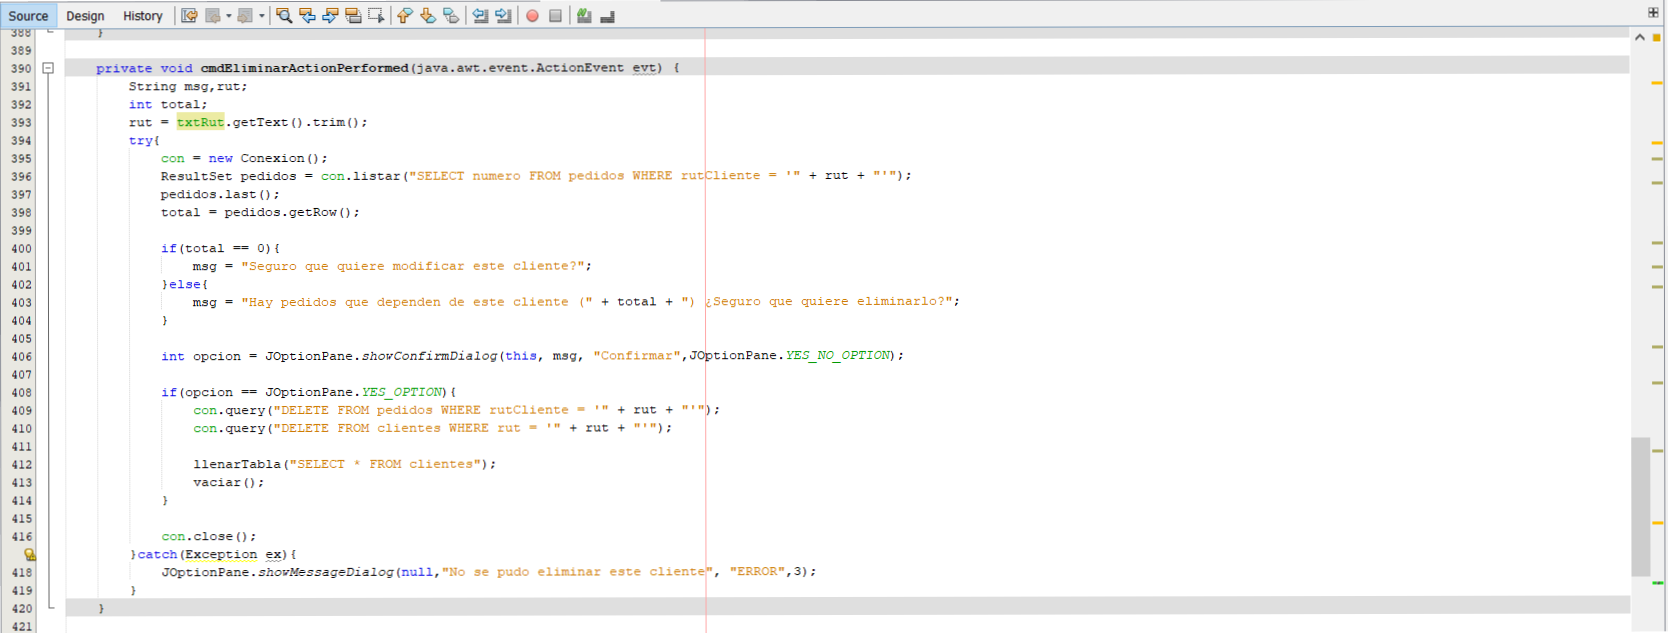 Source Design History
388 }
389
390 private void cmdEliminarActionPerformed(java.awt.event.ActionEvent evt) {
391 String msg,rut;
392 int total;
393 rut = txtRut.getText().trim();
394 try{
395 con = new Conexion();
396 ResultSet pedidos = con.listar("SELECT numero FROM pedidos WHERE rutCliente = '" + rut + "'");
397 pedidos.last();
398 total = pedidos.getRow();
399
400 if(total == 0){
401 msg = "Seguro que quiere modificar este cliente?";
402 }else{
403 msg = "Hay pedidos que dependen de este cliente (" + total + ") ¿Seguro que quiere eliminarlo?";
404 }
405
406 int opcion = JOptionPane.showConfirmDialog(this, msg, "Confirmar",JOptionPane.YES_NO_OPTION);
407
408 if(opcion == JOptionPane.YES_OPTION){
409 con.query("DELETE FROM pedidos WHERE rutCliente = '" + rut + "'");
410 con.query("DELETE FROM clientes WHERE rut = '" + rut + "'");
411
412 llenarTabla("SELECT * FROM clientes");
413 vaciar();
414 }
415
416 con.close();
}catch(Exception ex){
418 JOptionPane.showMessageDialog(null,"No se pudo eliminar este cliente", "ERROR",3);
419 }
420 }
421